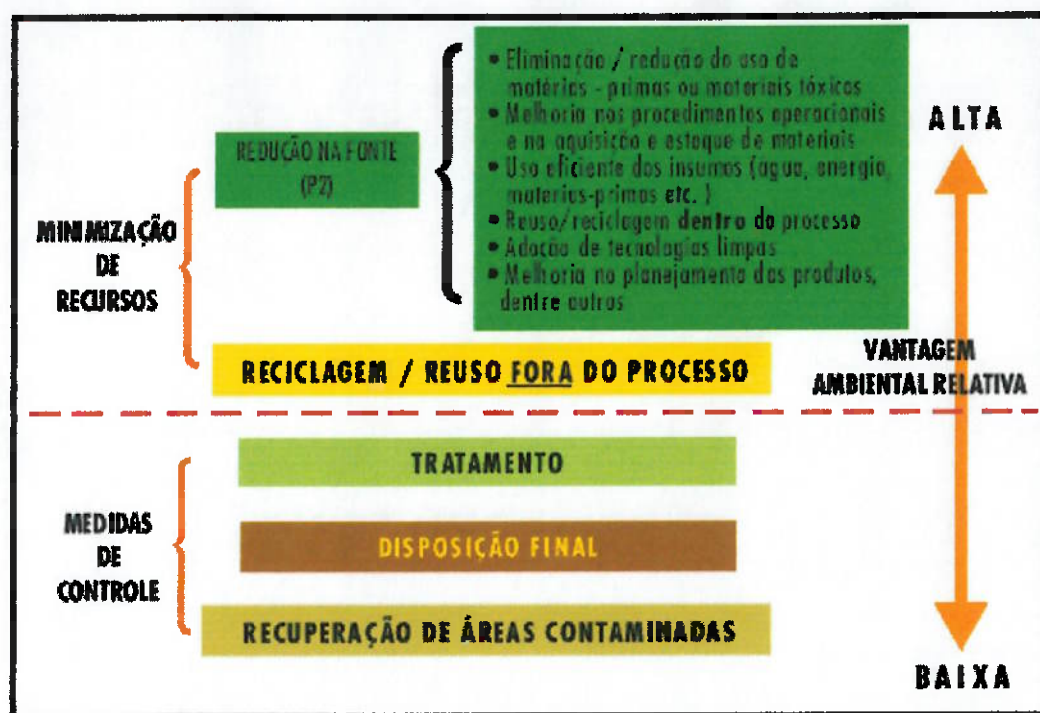 • Eliminação / redução do uso de
matérias - primas ou materiais tóxicos
• Melhoria nos procedimentos operacionais
e na aquisição e estoque de materiais
• Uso eficiente dos insumos (água, energia,
matérias-primas etc. )
• Reuso/reciclagem dentro do processo
• Adoção de tecnologias limpas
• Melhoria no planejamento dos produtos,
dentre outros
REDUÇÃO NA FONTE
(P2)
MINIMIZAÇÃO
DE
RECURSOS
RECICLAGEM / REUSO FORA DO PROCESSO
ALTA
VANTAGEM
AMBIENTAL RELATIVA
MEDIDAS
DE
CONTROLE
TRATAMENTO
DISPOSIÇÃO FINAL
RECUPERAÇÃO DE ÁREAS CONTAMINADAS
BAIXA